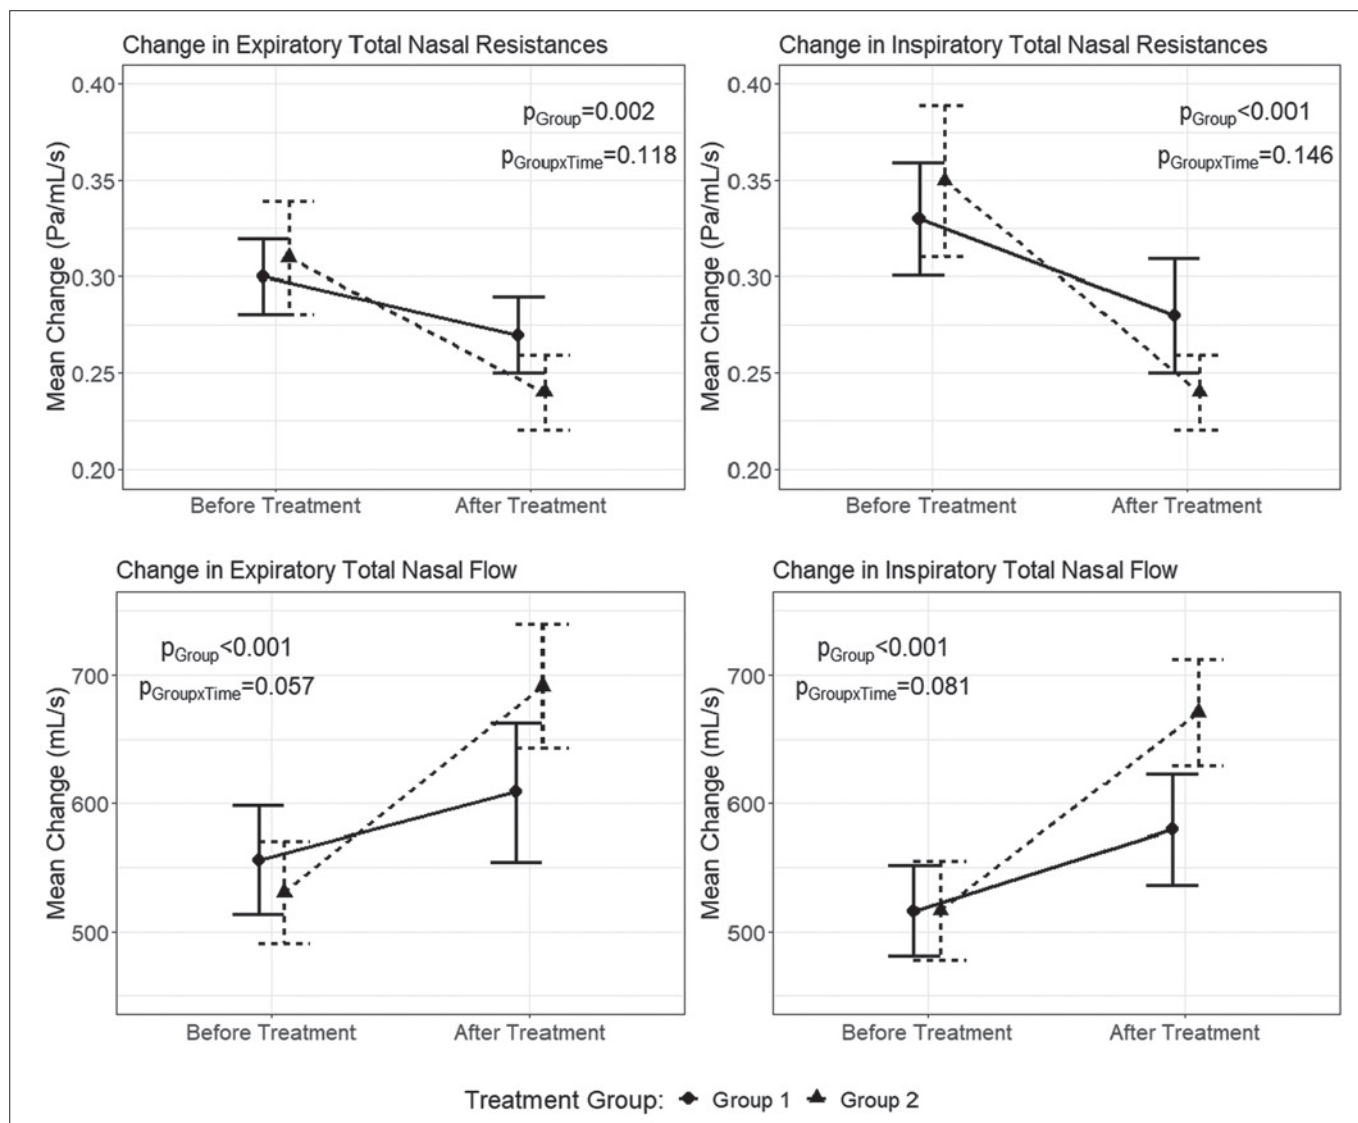 Change in Expiratory Total Nasal Resistances
Mean Change (Pa/mL/s)
0.40
0.35
0.30
0.25
0.20
pGroup=0.002
pGroupxTime=0.118
Before Treatment
After Treatment
Change in Inspiratory Total Nasal Resistances
Mean Change (Pa/mL/s)
0.40
0.35
0.30
0.25
0.20
pGroup<0.001
pGroupxTime=0.146
Before Treatment
After Treatment
Change in Expiratory Total Nasal Flow
Mean Change (mL/s)
700
600
500
pGroup<0.001
pGroupxTime=0.057
Before Treatment
After Treatment
Change in Inspiratory Total Nasal Flow
Mean Change (mL/s)
700
600
500
pGroup<0.001
pGroupxTime=0.081
Before Treatment
After Treatment
Treatment Group: Group 1 Group 2